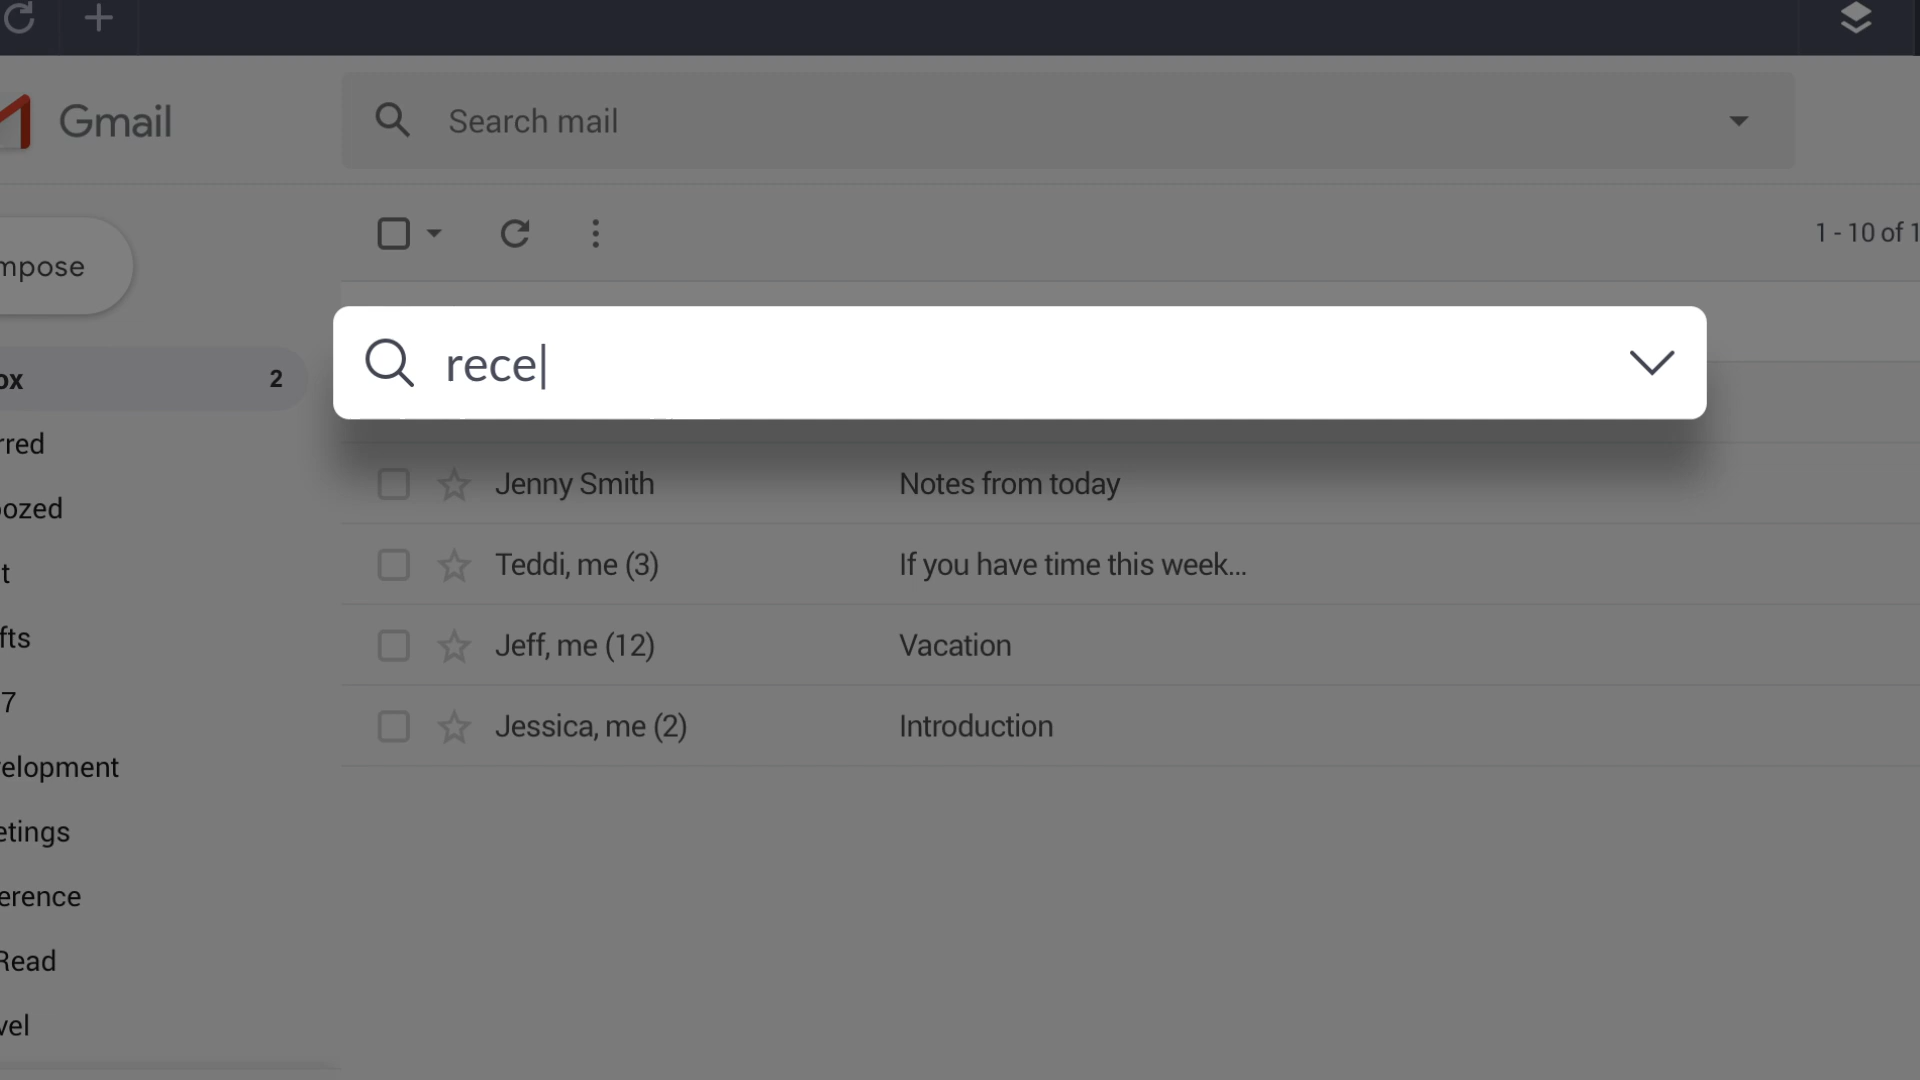 Gmail
Search mail
mpose
1 - 10 of 1
ox 2
rece
rred
ozed
Jenny Smith Notes from today
t
Teddi, me (3) If you have time this week...
fts
Jeff, me (12) Vacation
7
Jessica, me (2) Introduction
elopment
etings
erence
Read
vel